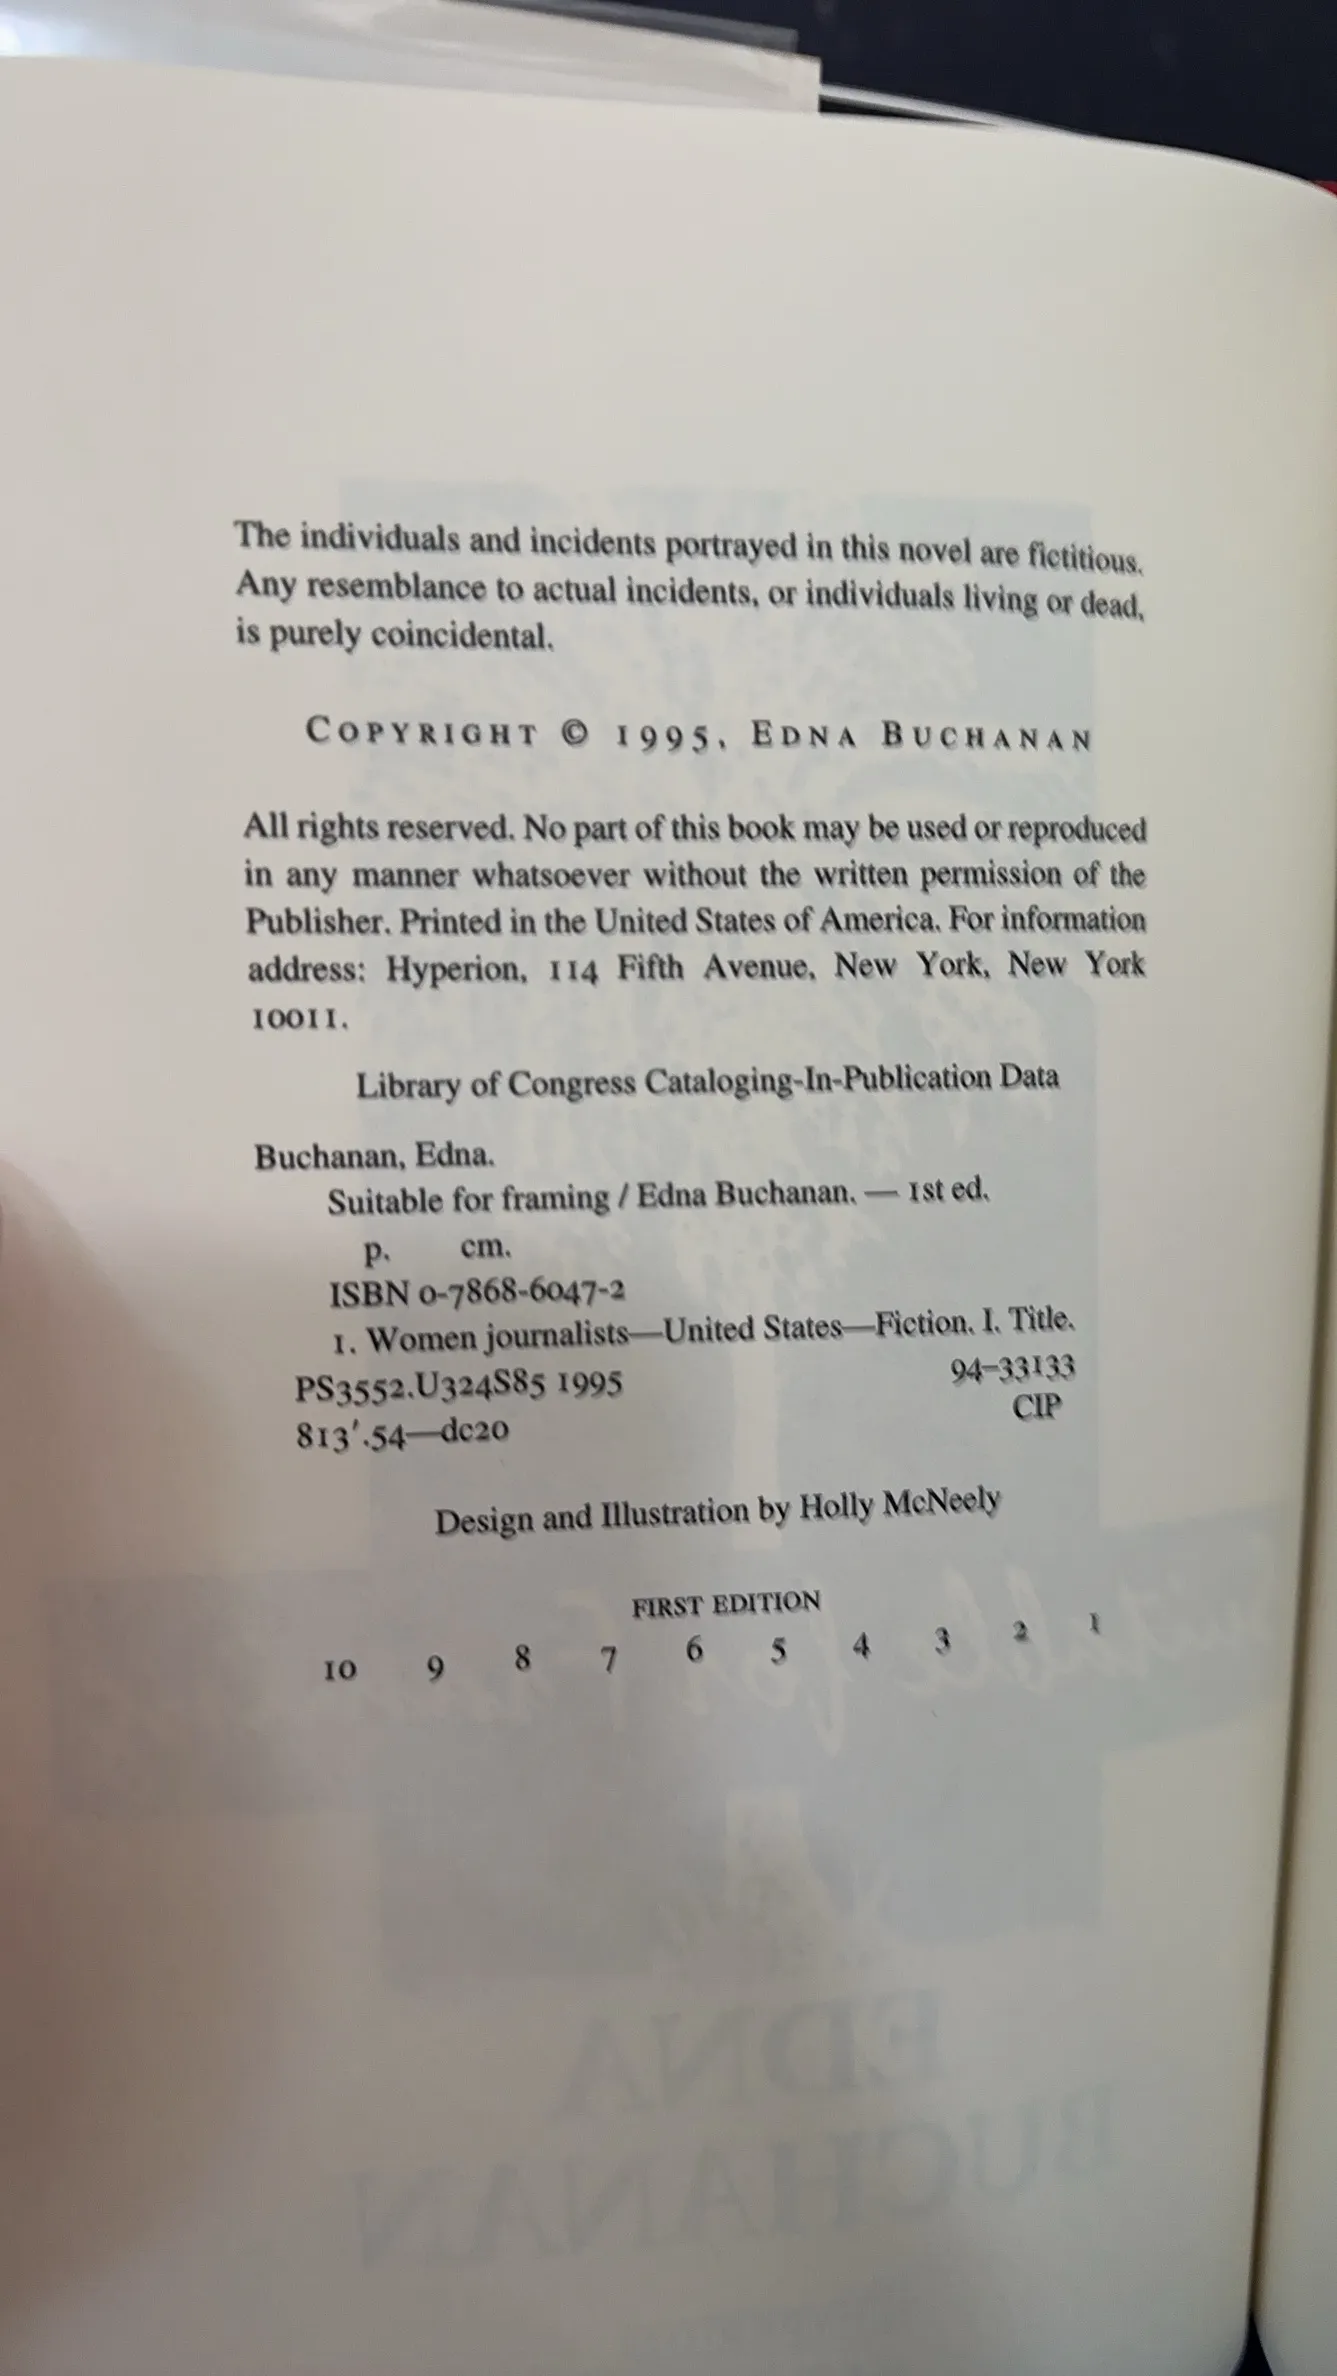 The individuals and incidents portrayed in this novel are fictitious.
Any resemblance to actual incidents, or individuals living or dead,
is purely coincidental.
COPYRIGHT © 1995, EDNA BUCHANAN
All rights reserved. No part of this book may be used or reproduced
in any manner whatsoever without the written permission of the
Publisher. Printed in the United States of America. For information
address: Hyperion, 114 Fifth Avenue, New York, New York
10011.
Library of Congress Cataloging-In-Publication Data
Buchanan, Edna.
Suitable for framing / Edna Buchanan. — 1st ed.
p. cm.
ISBN 0-7868-6047-2
1. Women journalists—United States—Fiction. I. Title.
PS3552.U324S85 1995 94-33133
813′.54—dc20 CIP
Design and Illustration by Holly McNeely
FIRST EDITION
10 9 8 7 6 5 4 3 2 1
EDNA
BUCHANAN